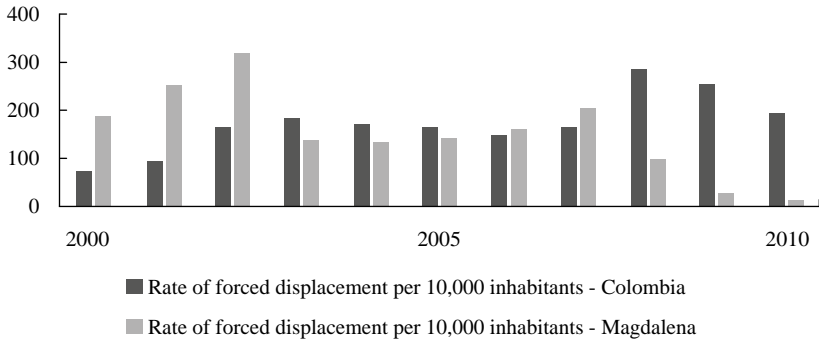 400
300
200
100
0
2000 2005 2010
Rate of forced displacement per 10,000 inhabitants - Colombia
Rate of forced displacement per 10,000 inhabitants - Magdalena